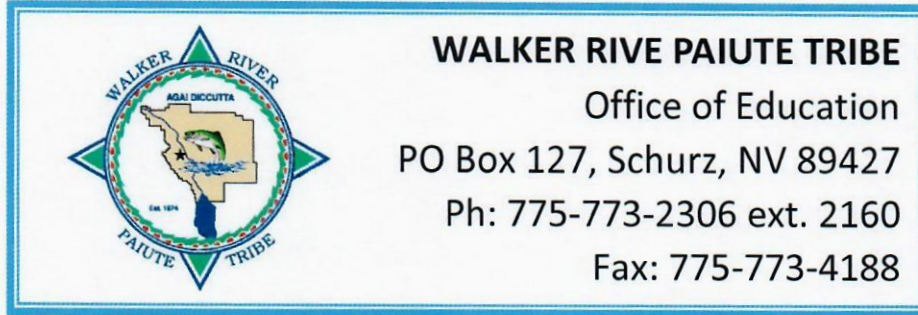 WALKER RIVER
AGAI DICCUTTA
Est. 1874
PAIUTE TRIBE
WALKER RIVE PAIUTE TRIBE
Office of Education
PO Box 127, Schurz, NV 89427
Ph: 775-773-2306 ext. 2160
Fax: 775-773-4188